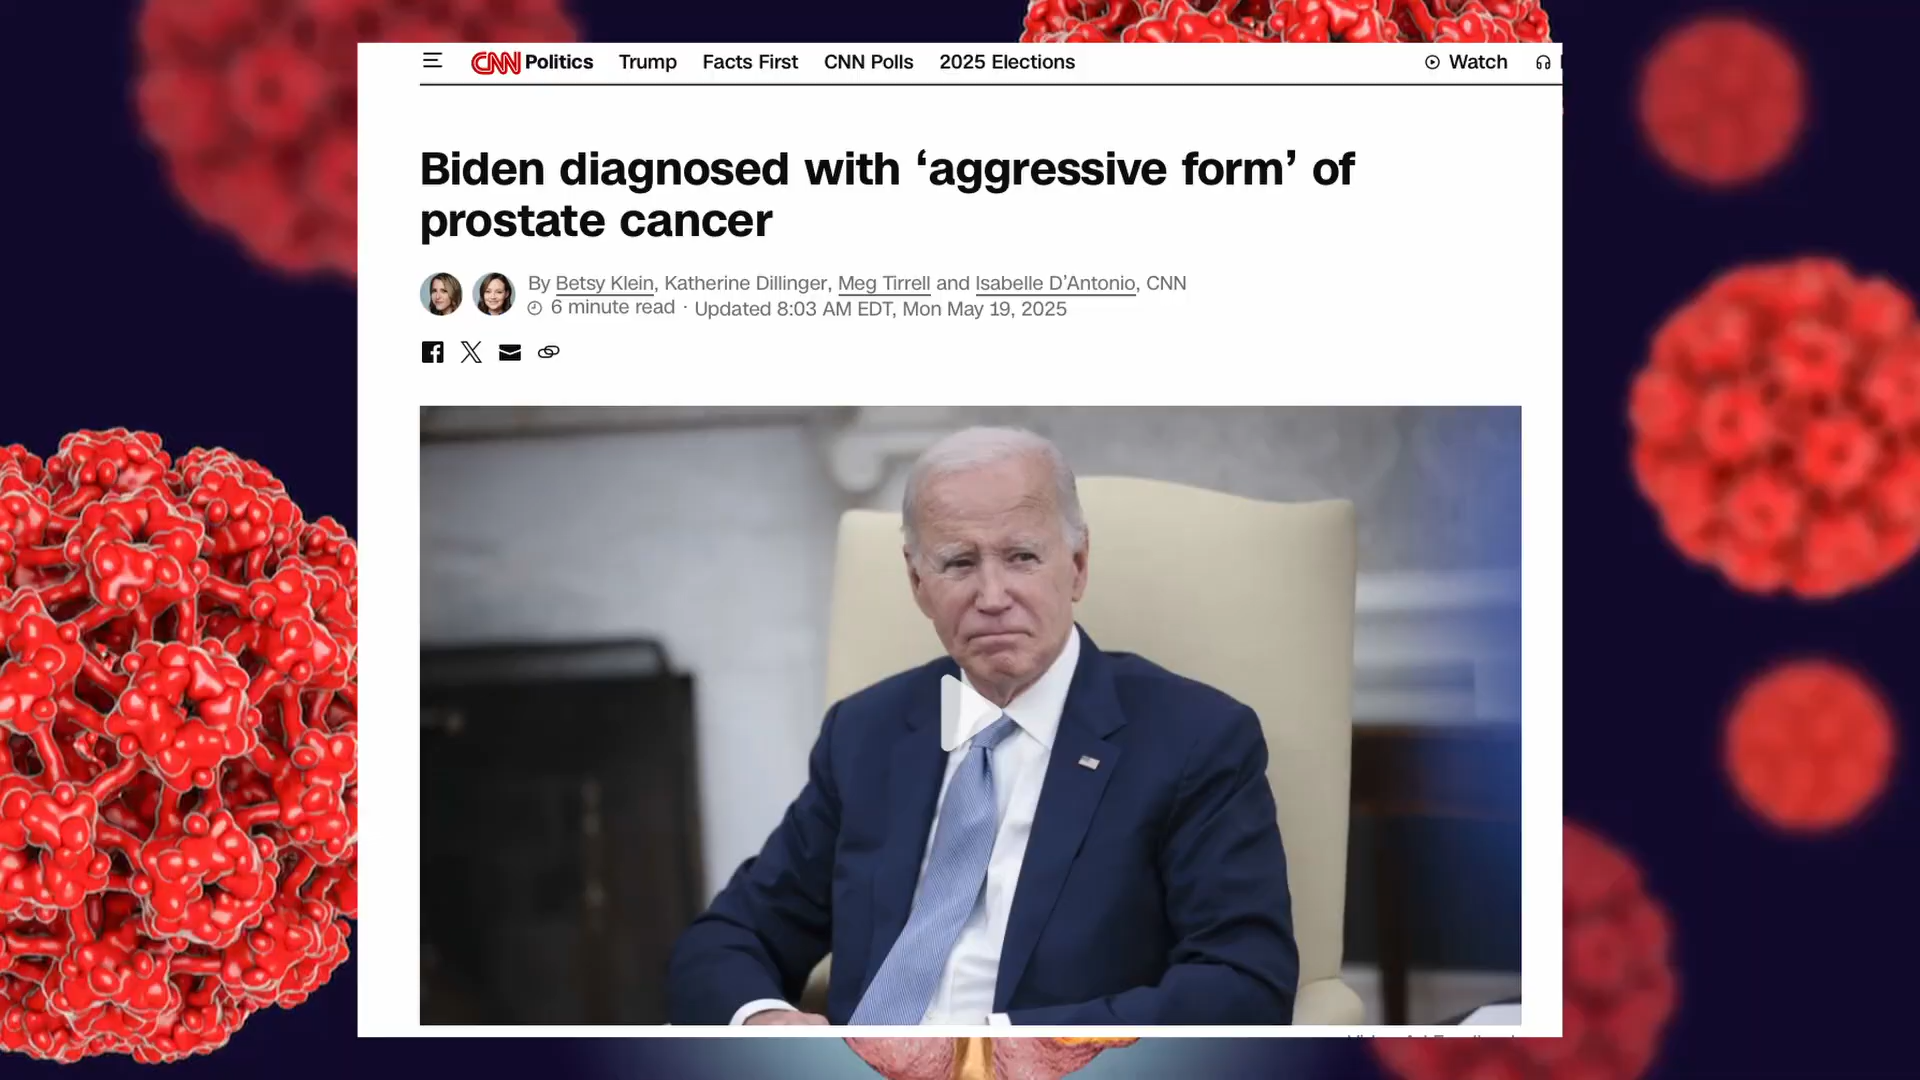 CNN Politics Trump Facts First CNN Polls 2025 Elections Watch
Biden diagnosed with ‘aggressive form’ of
prostate cancer
By Betsy Klein, Katherine Dillinger, Meg Tirrell and Isabelle D’Antonio, CNN
6 minute read · Updated 8:03 AM EDT, Mon May 19, 2025